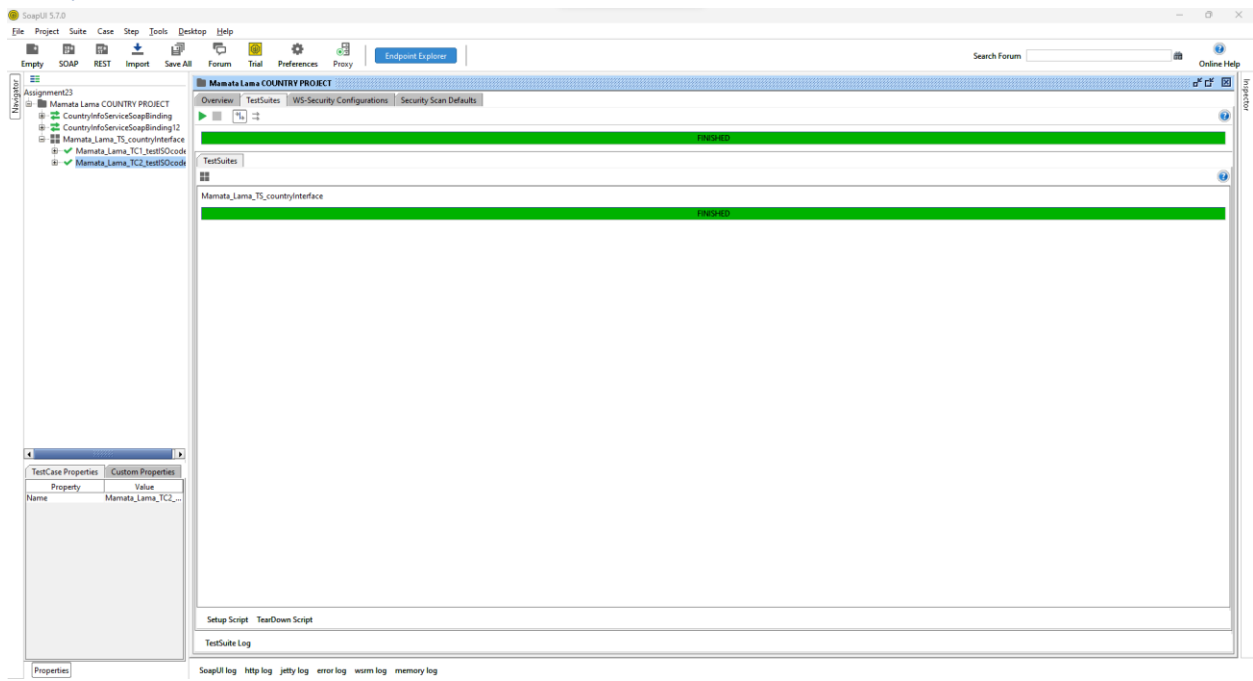 SoapUI 5.7.0
File Project Suite Case Step Tools Desktop Help
Empty SOAP REST Import Save All Forum Trial Preferences Proxy Endpoint Explorer Search Forum Online Help
Navigator
Inspector
Assignment23
Mamata Lama COUNTRY PROJECT
CountryInfoServiceSoapBinding
CountryInfoServiceSoapBinding12
Mamata_Lama_TS_countryInterface
Mamata_Lama_TC1_testISOcode
Mamata_Lama_TC2_testISOcode
Mamata Lama COUNTRY PROJECT
Overview TestSuites WS-Security Configurations Security Scan Defaults
FINISHED
TestSuites
Mamata_Lama_TS_countryInterface
FINISHED
TestCase Properties Custom Properties
Property Value
Name Mamata_Lama_TC2_...
Setup Script TearDown Script
TestSuite Log
Properties
SoapUI log http log jetty log error log wsrm log memory log